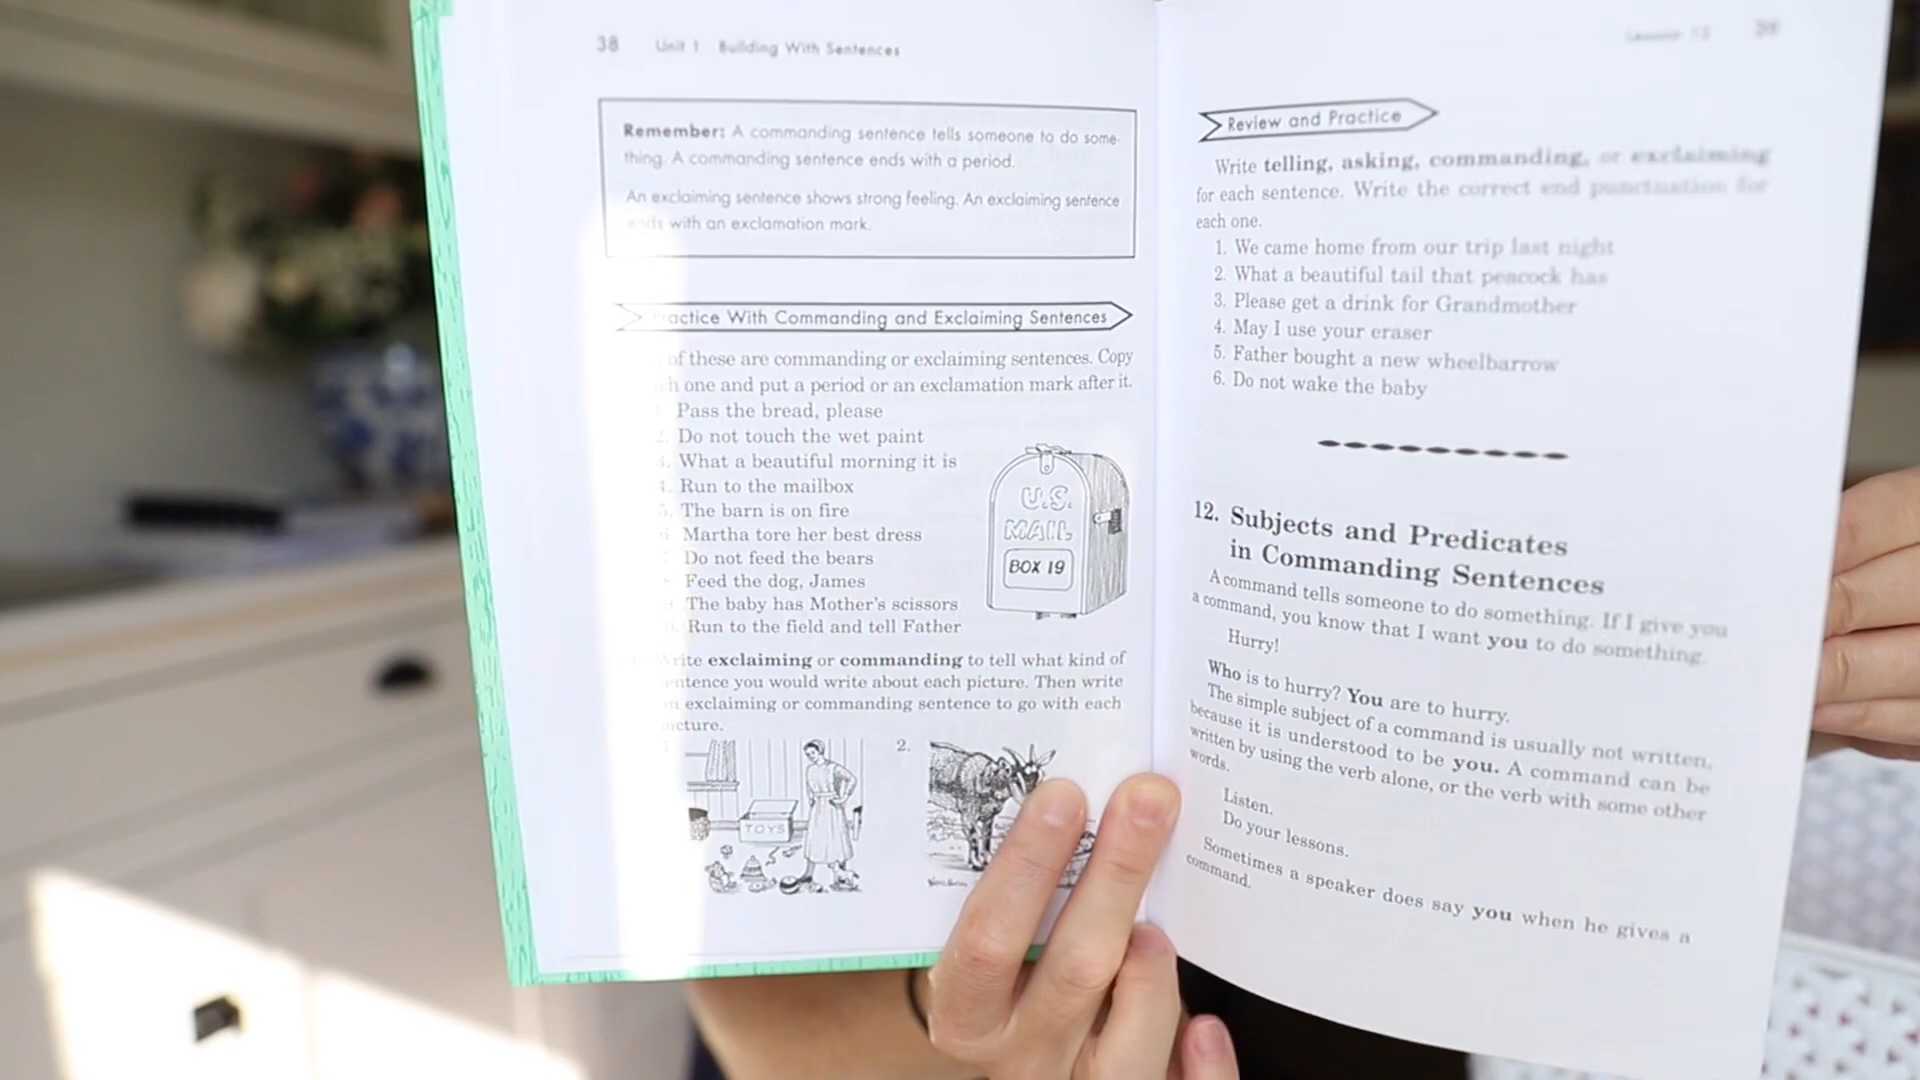 38 Unit 1 Building With Sentences
Remember: A commanding sentence tells someone to do some-
thing. A commanding sentence ends with a period.
An exclaiming sentence shows strong feeling. An exclaiming sentence
ends with an exclamation mark.
Practice With Commanding and Exclaiming Sentences
of these are commanding or exclaiming sentences. Copy
one and put a period or an exclamation mark after it.
Pass the bread, please
2. Do not touch the wet paint
3. What a beautiful morning it is
4. Run to the mailbox
5. The barn is on fire
6. Martha tore her best dress
7. Do not feed the bears
Feed the dog, James
The baby has Mother's scissors
Run to the field and tell Father
U.S.
MAIL
BOX 19
Write exclaiming or commanding to tell what kind of
sentence you would write about each picture. Then write
an exclaiming or commanding sentence to go with each
picture.
1.
2.
TOYS
Lesson 12 39
Review and Practice
Write telling, asking, commanding, or exclaiming
for each sentence. Write the correct end punctuation for
each one.
1. We came home from our trip last night
2. What a beautiful tail that peacock has
3. Please get a drink for Grandmother
4. May I use your eraser
5. Father bought a new wheelbarrow
6. Do not wake the baby
12. Subjects and Predicates
in Commanding Sentences
A command tells someone to do something. If I give you
a command, you know that I want you to do something.
Hurry!
Who is to hurry? You are to hurry.
The simple subject of a command is usually not written,
because it is understood to be you. A command can be
written by using the verb alone, or the verb with some other
words.
Listen.
Do your lessons.
Sometimes a speaker does say you when he gives a
command.